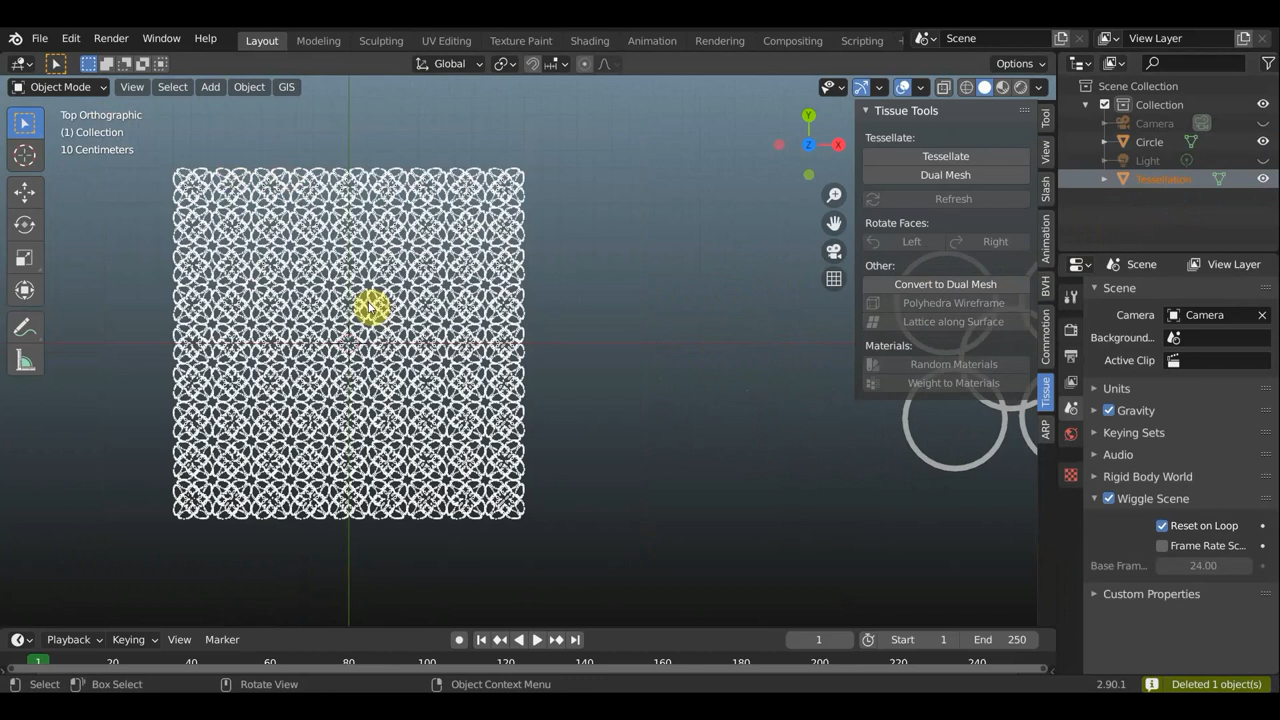 File Edit Render Window Help
Layout Modeling Sculpting UV Editing Texture Paint Shading Animation Rendering Compositing Scripting
Scene View Layer
Global Options
Object Mode View Select Add Object GIS
Top Orthographic
(1) Collection
10 Centimeters
Y
X
Z
Tissue Tools
Tessellate:
Tessellate
Dual Mesh
Refresh
Rotate Faces:
Left Right
Other:
Convert to Dual Mesh
Polyhedra Wireframe
Lattice along Surface
Materials:
Random Materials
Weight to Materials
Tool
View
Slash
Animation
BVH
Commotion
Tissue
ARP
Scene Collection
Collection
Camera
Circle
Light
Tessellation
Scene View Layer
Scene
Camera Camera
Background...
Active Clip
Units
Gravity
Keying Sets
Audio
Rigid Body World
Wiggle Scene
Reset on Loop
Frame Rate Sc...
Base Fram... 24.00
Custom Properties
Playback Keying View Marker 1 Start 1 End 250
1 20 40 60 80 100 120 140 160 180 200 220 240
Select Box Select Rotate View Object Context Menu 2.90.1 Deleted 1 object(s)